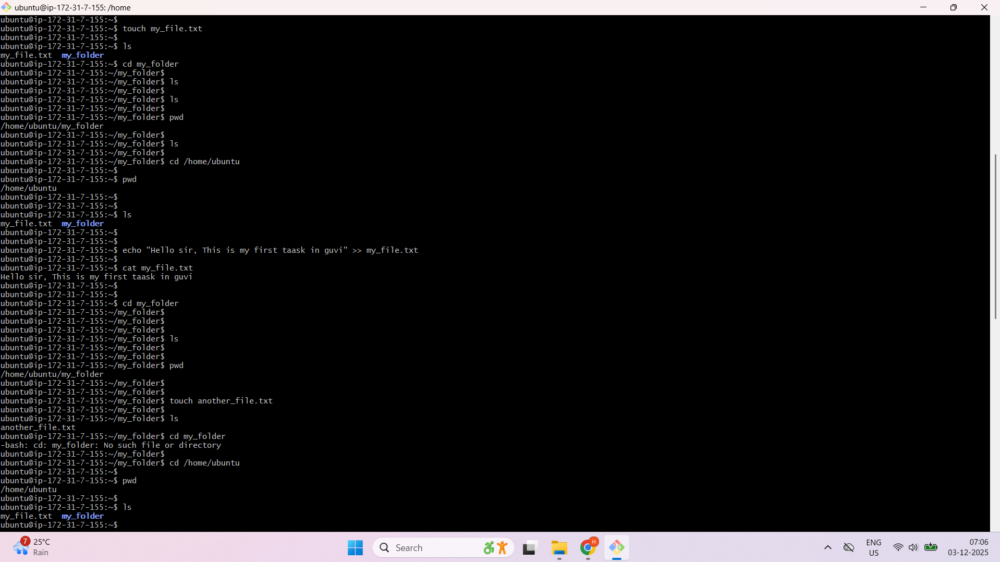 ubuntu@ip-172-31-7-155: /home
ubuntu@ip-172-31-7-155:~$
ubuntu@ip-172-31-7-155:~$ touch my_file.txt
ubuntu@ip-172-31-7-155:~$
ubuntu@ip-172-31-7-155:~$ ls
my_file.txt  my_folder
ubuntu@ip-172-31-7-155:~$ cd my_folder
ubuntu@ip-172-31-7-155:~/my_folder$
ubuntu@ip-172-31-7-155:~/my_folder$ ls
ubuntu@ip-172-31-7-155:~/my_folder$
ubuntu@ip-172-31-7-155:~/my_folder$ ls
ubuntu@ip-172-31-7-155:~/my_folder$
ubuntu@ip-172-31-7-155:~/my_folder$ pwd
/home/ubuntu/my_folder
ubuntu@ip-172-31-7-155:~/my_folder$
ubuntu@ip-172-31-7-155:~/my_folder$ ls
ubuntu@ip-172-31-7-155:~/my_folder$
ubuntu@ip-172-31-7-155:~/my_folder$ cd /home/ubuntu
ubuntu@ip-172-31-7-155:~$
ubuntu@ip-172-31-7-155:~$ pwd
/home/ubuntu
ubuntu@ip-172-31-7-155:~$
ubuntu@ip-172-31-7-155:~$
ubuntu@ip-172-31-7-155:~$ ls
my_file.txt  my_folder
ubuntu@ip-172-31-7-155:~$
ubuntu@ip-172-31-7-155:~$
ubuntu@ip-172-31-7-155:~$ echo "Hello sir, This is my first taask in guvi" >> my_file.txt
ubuntu@ip-172-31-7-155:~$
ubuntu@ip-172-31-7-155:~$ cat my_file.txt
Hello sir, This is my first taask in guvi
ubuntu@ip-172-31-7-155:~$
ubuntu@ip-172-31-7-155:~$
ubuntu@ip-172-31-7-155:~$ cd my_folder
ubuntu@ip-172-31-7-155:~/my_folder$
ubuntu@ip-172-31-7-155:~/my_folder$
ubuntu@ip-172-31-7-155:~/my_folder$
ubuntu@ip-172-31-7-155:~/my_folder$ ls
ubuntu@ip-172-31-7-155:~/my_folder$
ubuntu@ip-172-31-7-155:~/my_folder$
ubuntu@ip-172-31-7-155:~/my_folder$ pwd
/home/ubuntu/my_folder
ubuntu@ip-172-31-7-155:~/my_folder$
ubuntu@ip-172-31-7-155:~/my_folder$
ubuntu@ip-172-31-7-155:~/my_folder$ touch another_file.txt
ubuntu@ip-172-31-7-155:~/my_folder$
ubuntu@ip-172-31-7-155:~/my_folder$ ls
another_file.txt
ubuntu@ip-172-31-7-155:~/my_folder$ cd my_folder
-bash: cd: my_folder: No such file or directory
ubuntu@ip-172-31-7-155:~/my_folder$
ubuntu@ip-172-31-7-155:~/my_folder$ cd /home/ubuntu
ubuntu@ip-172-31-7-155:~$
ubuntu@ip-172-31-7-155:~$ pwd
/home/ubuntu
ubuntu@ip-172-31-7-155:~$
ubuntu@ip-172-31-7-155:~$ ls
my_file.txt  my_folder
ubuntu@ip-172-31-7-155:~$
7
25°C
Rain
Search
H
ENG
US
07:06
03-12-2025